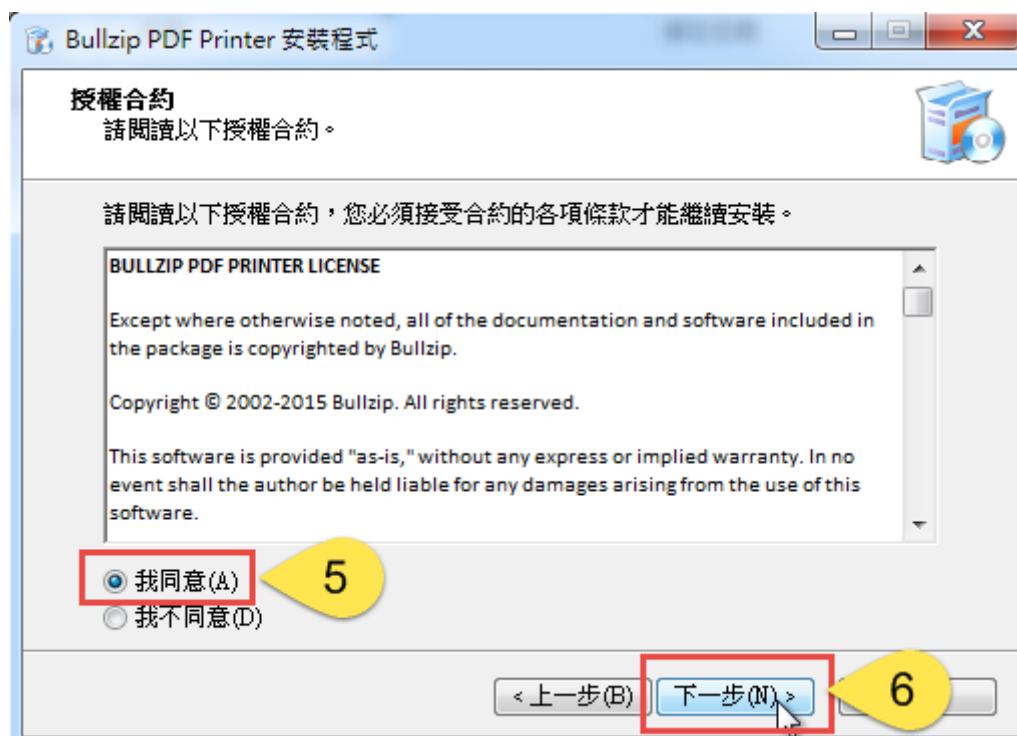 Bullzip PDF Printer 安裝程式
授權合約
請閱讀以下授權合約。
請閱讀以下授權合約，您必須接受合約的各項條款才能繼續安裝。
BULLZIP PDF PRINTER LICENSE
Except where otherwise noted, all of the documentation and software included in
the package is copyrighted by Bullzip.
Copyright © 2002-2015 Bullzip. All rights reserved.
This software is provided "as-is," without any express or implied warranty. In no
event shall the author be held liable for any damages arising from the use of this
software.
我同意(A) 5
我不同意(D)
<上一步(B) 下一步(N)> 6